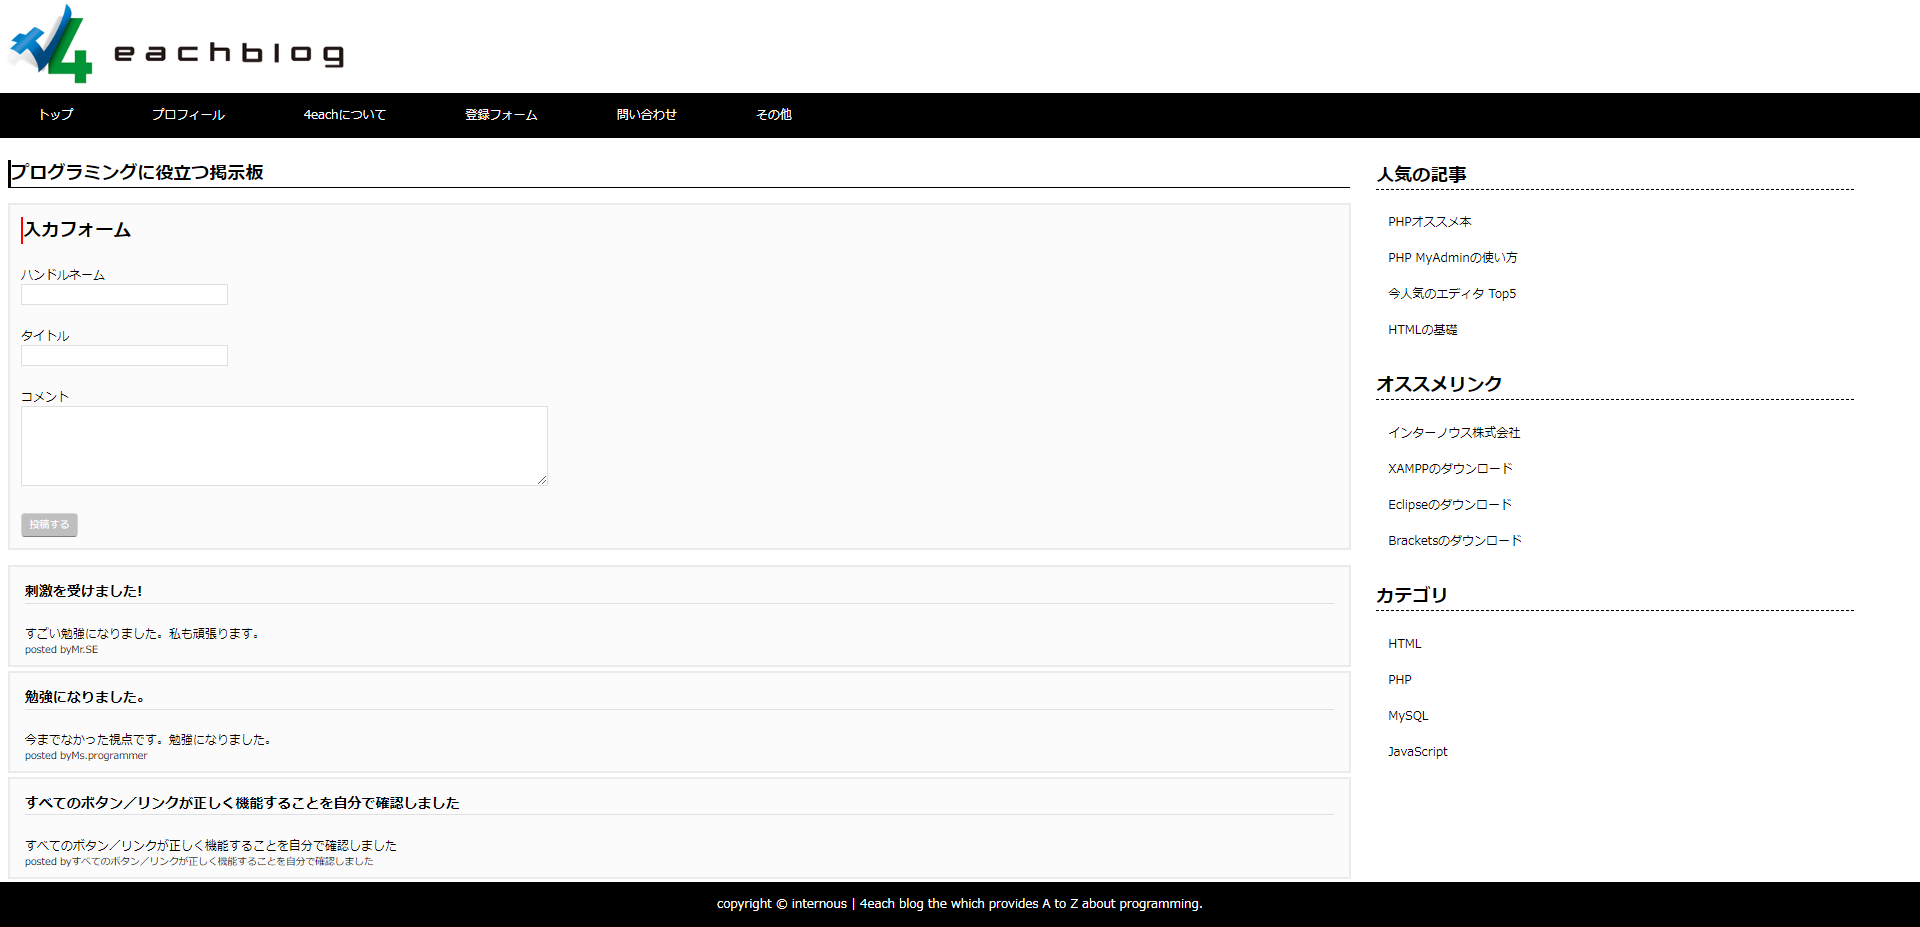 4 eachblog
トップ プロフィール 4eachについて 登録フォーム 問い合わせ その他
プログラミングに役立つ掲示板
入力フォーム
ハンドルネーム
タイトル
コメント
投稿する
刺激を受けました!
すごい勉強になりました。私も頑張ります。
posted byMr.SE
勉強になりました。
今までなかった視点です。勉強になりました。
posted byMs.programmer
すべてのボタン／リンクが正しく機能することを自分で確認しました
すべてのボタン／リンクが正しく機能することを自分で確認しました
posted byすべてのボタン／リンクが正しく機能することを自分で確認しました
人気の記事
PHPオススメ本
PHP MyAdminの使い方
今人気のエディタ Top5
HTMLの基礎
オススメリンク
インターノウス株式会社
XAMPPのダウンロード
Eclipseのダウンロード
Bracketsのダウンロード
カテゴリ
HTML
PHP
MySQL
JavaScript
copyright © internous | 4each blog the which provides A to Z about programming.